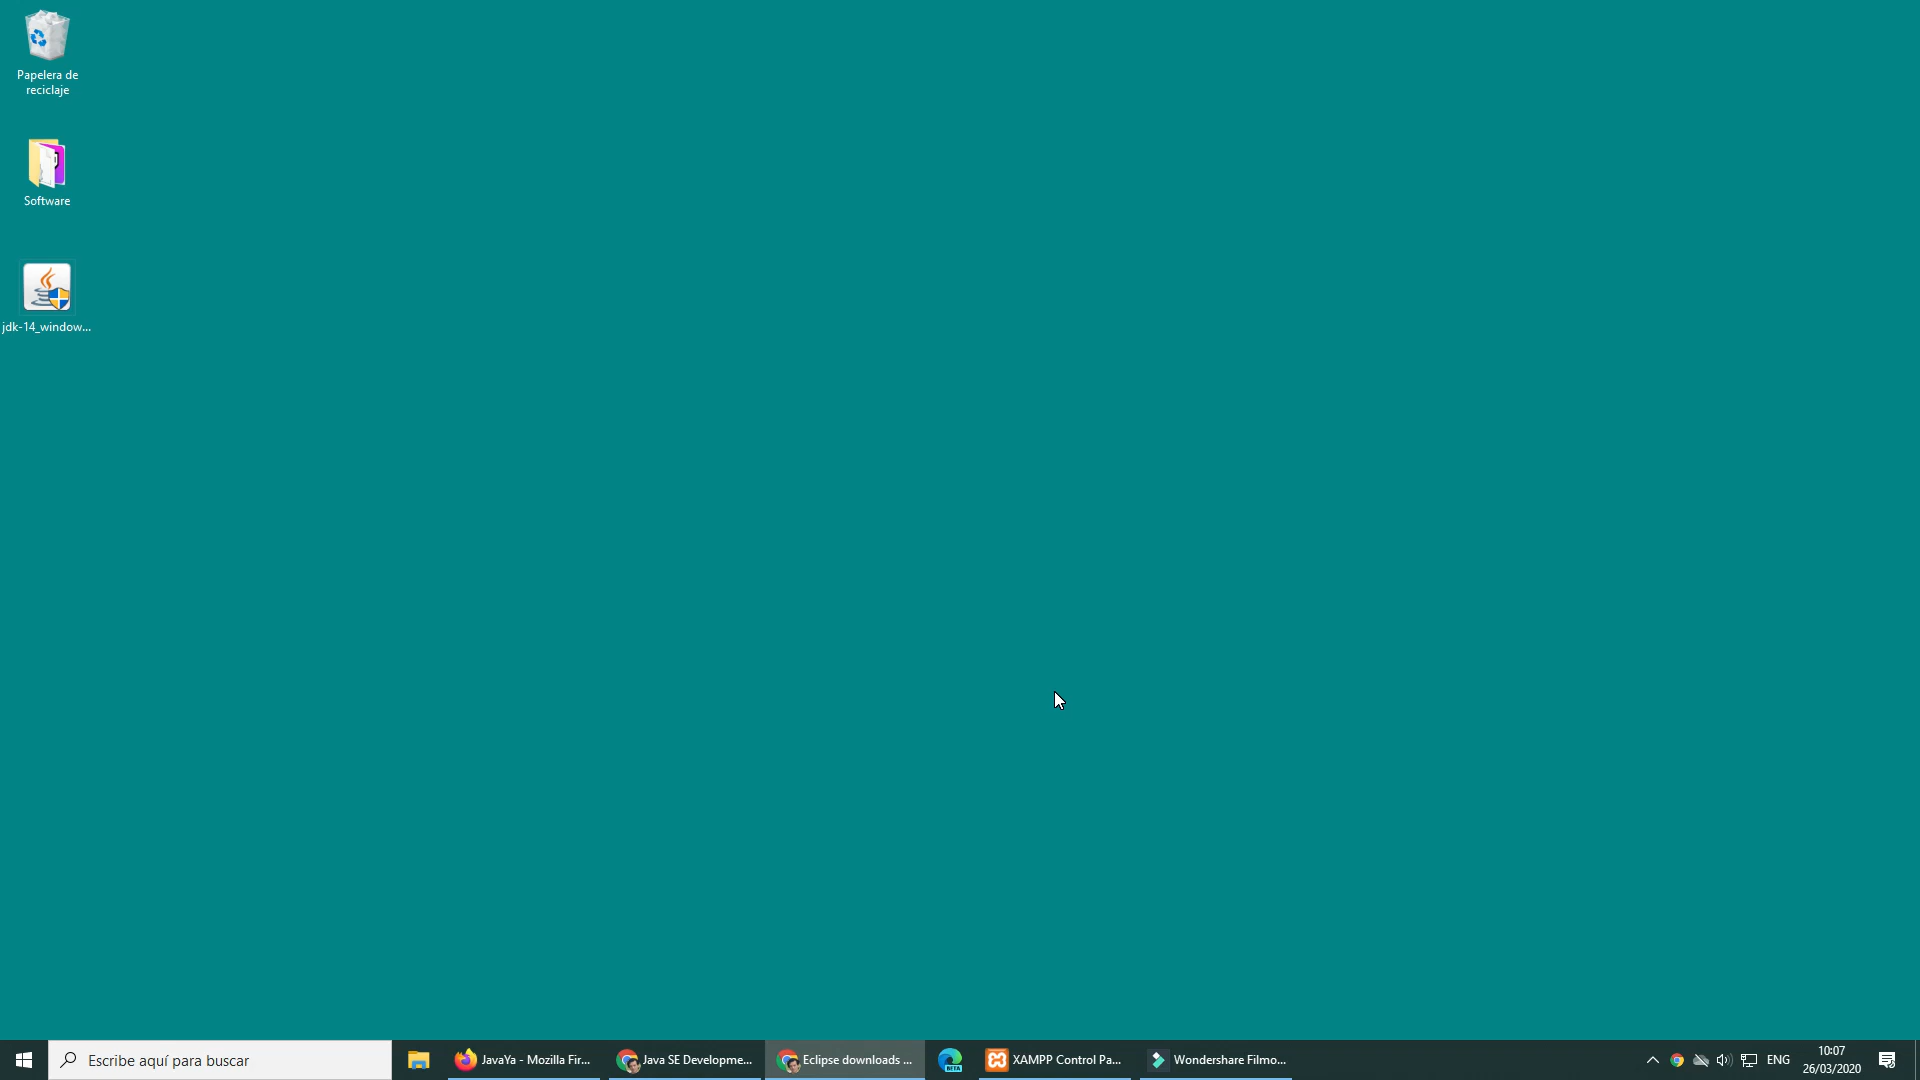 Papelera de
reciclaje
Software
jdk-14_window...
Escribe aquí para buscar
JavaYa - Mozilla Fir...
Java SE Developme...
Eclipse downloads ...
BETA
XAMPP Control Pa...
Wondershare Filmo...
ENG
10:07
26/03/2020